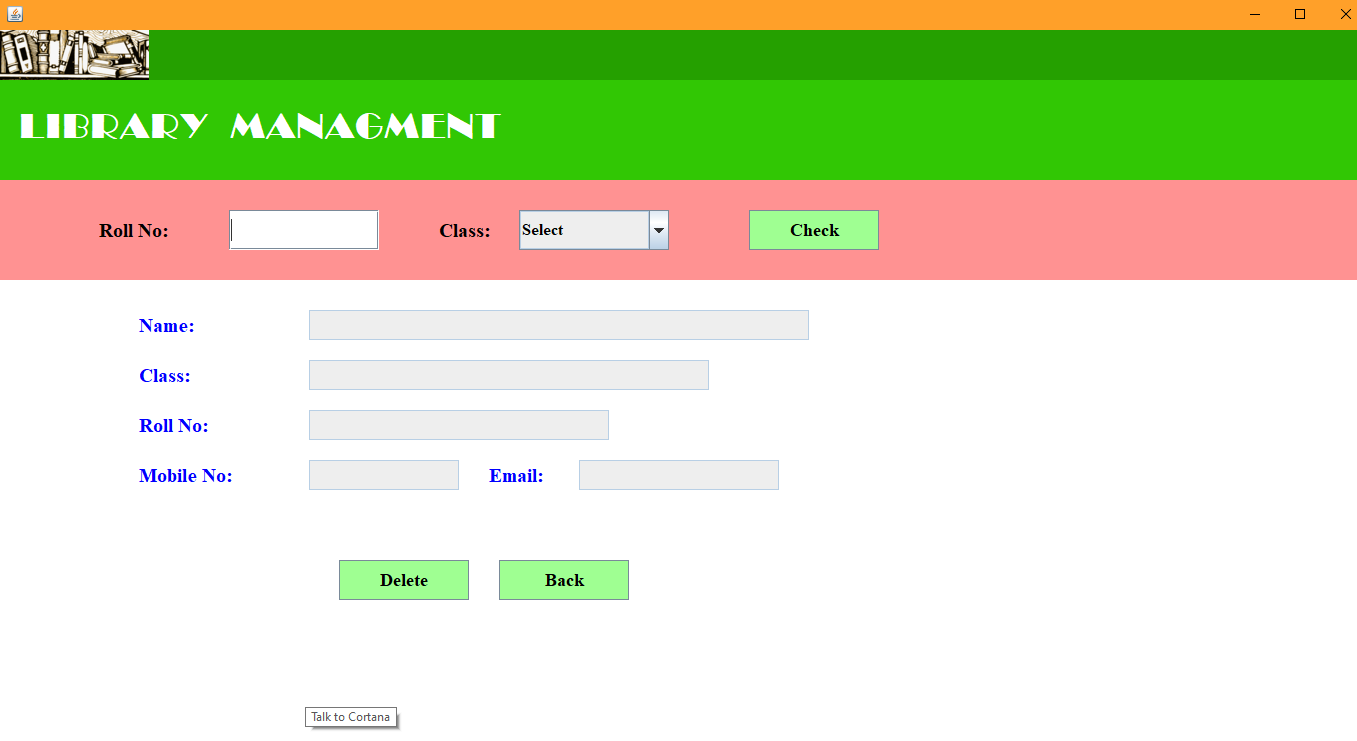 LIBRARY MANAGMENT
Roll No: Class: Select Check
Name:
Class:
Roll No:
Mobile No: Email:
Delete Back
Talk to Cortana